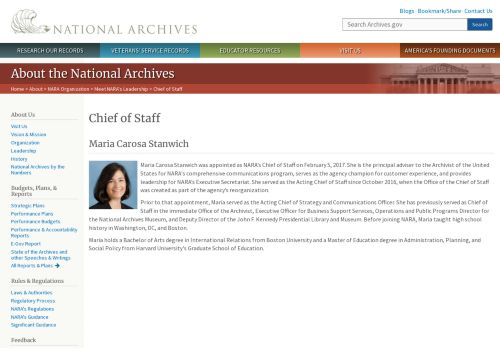 Blogs · Bookmark/Share · Contact Us
NATIONAL ARCHIVES
Search Archives.gov
Search
RESEARCH OUR RECORDS
VETERANS' SERVICE RECORDS
EDUCATOR RESOURCES
VISIT US
AMERICA'S FOUNDING DOCUMENTS
About the National Archives
Home > About > NARA Organization > Meet NARA's Leadership > Chief of Staff
About Us
Visit Us
Vision & Mission
Organization
Leadership
History
National Archives by the
Numbers
Budgets, Plans, &
Reports
Strategic Plans
Performance Plans
Performance Budgets
Performance & Accountability
Reports
E-Gov Report
State of the Archives and
other Speeches & Writings
All Reports & Plans →
Rules & Regulations
Laws & Authorities
Regulatory Process
NARA's Regulations
NARA's Guidance
Significant Guidance
Feedback
Chief of Staff
Maria Carosa Stanwich
Maria Carosa Stanwich was appointed as NARA's Chief of Staff on February 5, 2017. She is the principal advisor to the Archivist of the United
States for NARA's comprehensive communications program, serves as the agency champion for customer experience, and provides
leadership for NARA's Executive Secretariat. She served as the Acting Chief of Staff since October 2016, when the Office of the Chief of Staff
was created as part of the agency's reorganization.
Prior to that appointment, Maria served as the Acting Chief of Strategy and Communications Officer. She has previously served as Chief of
Staff in the immediate Office of the Archivist, Executive Officer for Business Support Services, Operations and Public Programs Director for
the National Archives Museum, and Deputy Director of the John F. Kennedy Presidential Library and Museum. Before joining NARA, Maria taught high school
history in Washington, DC, and Boston.
Maria holds a Bachelor of Arts degree in International Relations from Boston University and a Master of Education degree in Administration, Planning, and
Social Policy from Harvard University's Graduate School of Education.